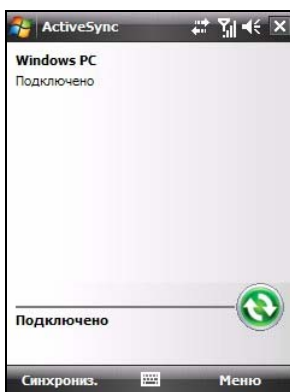 ActiveSync
Windows PC
Подключено
Подключено
Синхрониз.
Меню